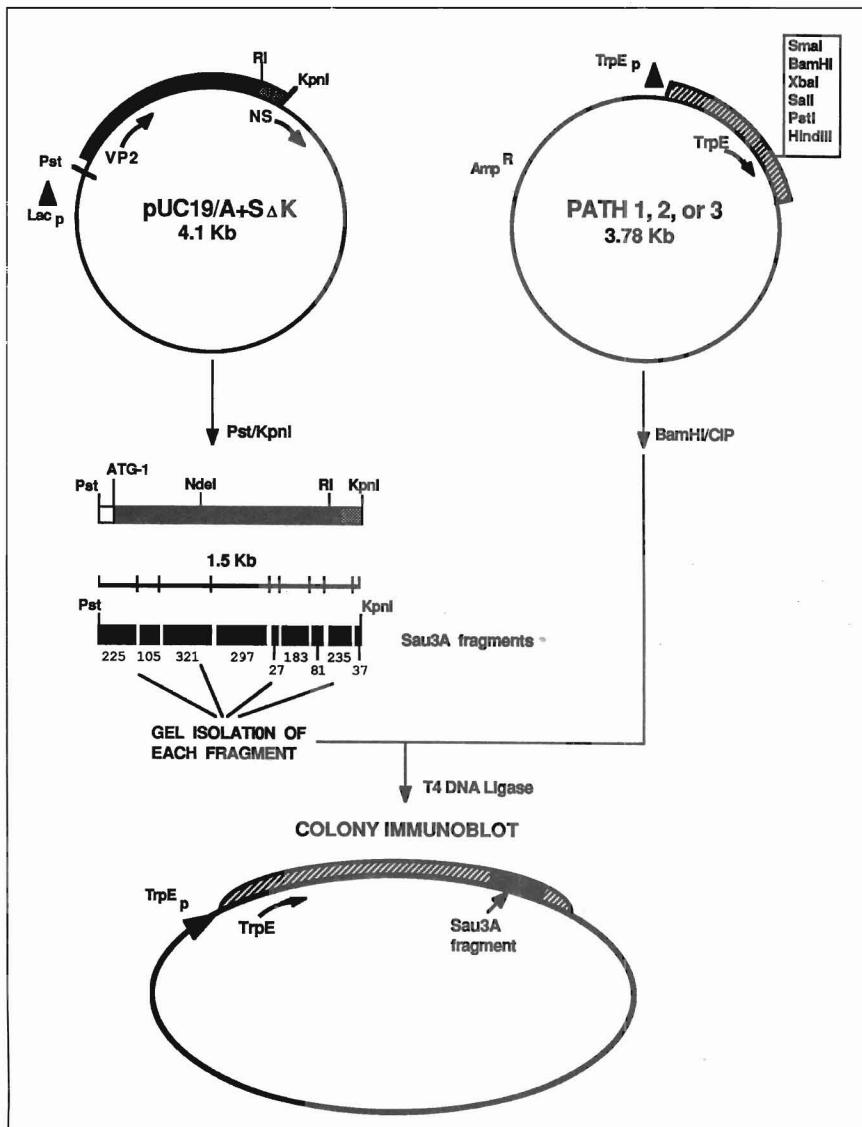 RI
KpnI
NS
VP2
Pst
Lac p
pUC19/A+S△K
4.1 Kb
TrpE p
SmaI
BamHI
XbaI
SalI
PstI
HindIII
TrpE
Amp R
PATH 1, 2, or 3
3.78 Kb
Pst/KpnI
BamHI/CIP
ATG-1
Pst
NdeI
RI
KpnI
1.5 Kb
Pst
KpnI
Sau3A fragments
225 105 321 297 27 183 81 235 37
GEL ISOLATION OF
EACH FRAGMENT
T4 DNA Ligase
COLONY IMMUNOBLOT
TrpE p
TrpE
Sau3A
fragment